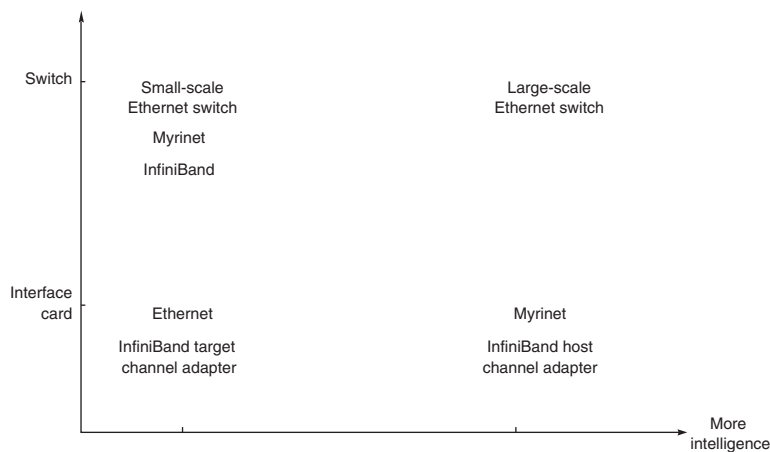 Switch
Small-scale
Ethernet switch
Myrinet
InfiniBand
Large-scale
Ethernet switch
Interface
card
Ethernet
InfiniBand target
channel adapter
Myrinet
InfiniBand host
channel adapter
More
intelligence